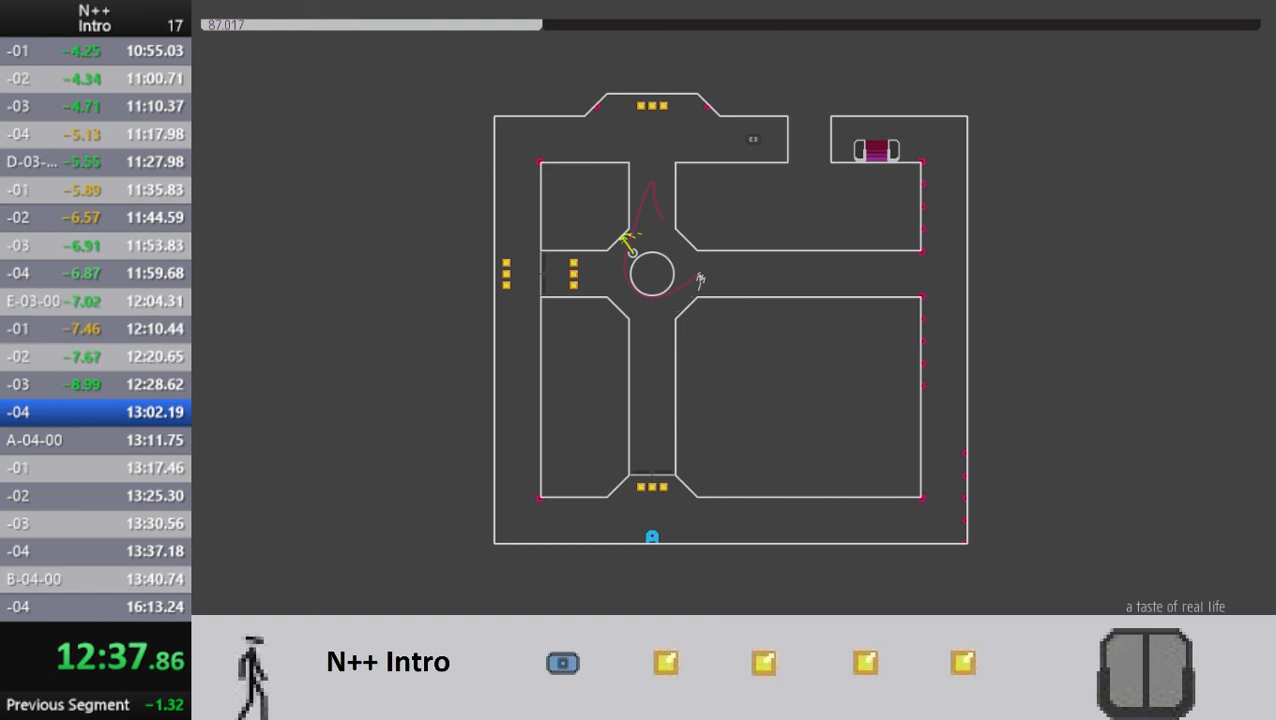 N++
Intro 17
-01 −4.25 10:55.03
-02 −4.34 11:00.71
-03 −4.71 11:10.37
-04 −5.13 11:17.98
D-03-... −5.55 11:27.98
-01 −5.89 11:35.83
-02 −6.57 11:44.59
-03 −6.91 11:53.83
-04 −6.87 11:59.68
E-03-00 −7.02 12:04.31
-01 −7.46 12:10.44
-02 −7.67 12:20.65
-03 −8.99 12:28.62
-04 13:02.19
A-04-00 13:11.75
-01 13:17.46
-02 13:25.30
-03 13:30.56
-04 13:37.18
B-04-00 13:40.74
-04 16:13.24
12:37.86
Previous Segment −1.32
87.017
a taste of real life
N++ Intro